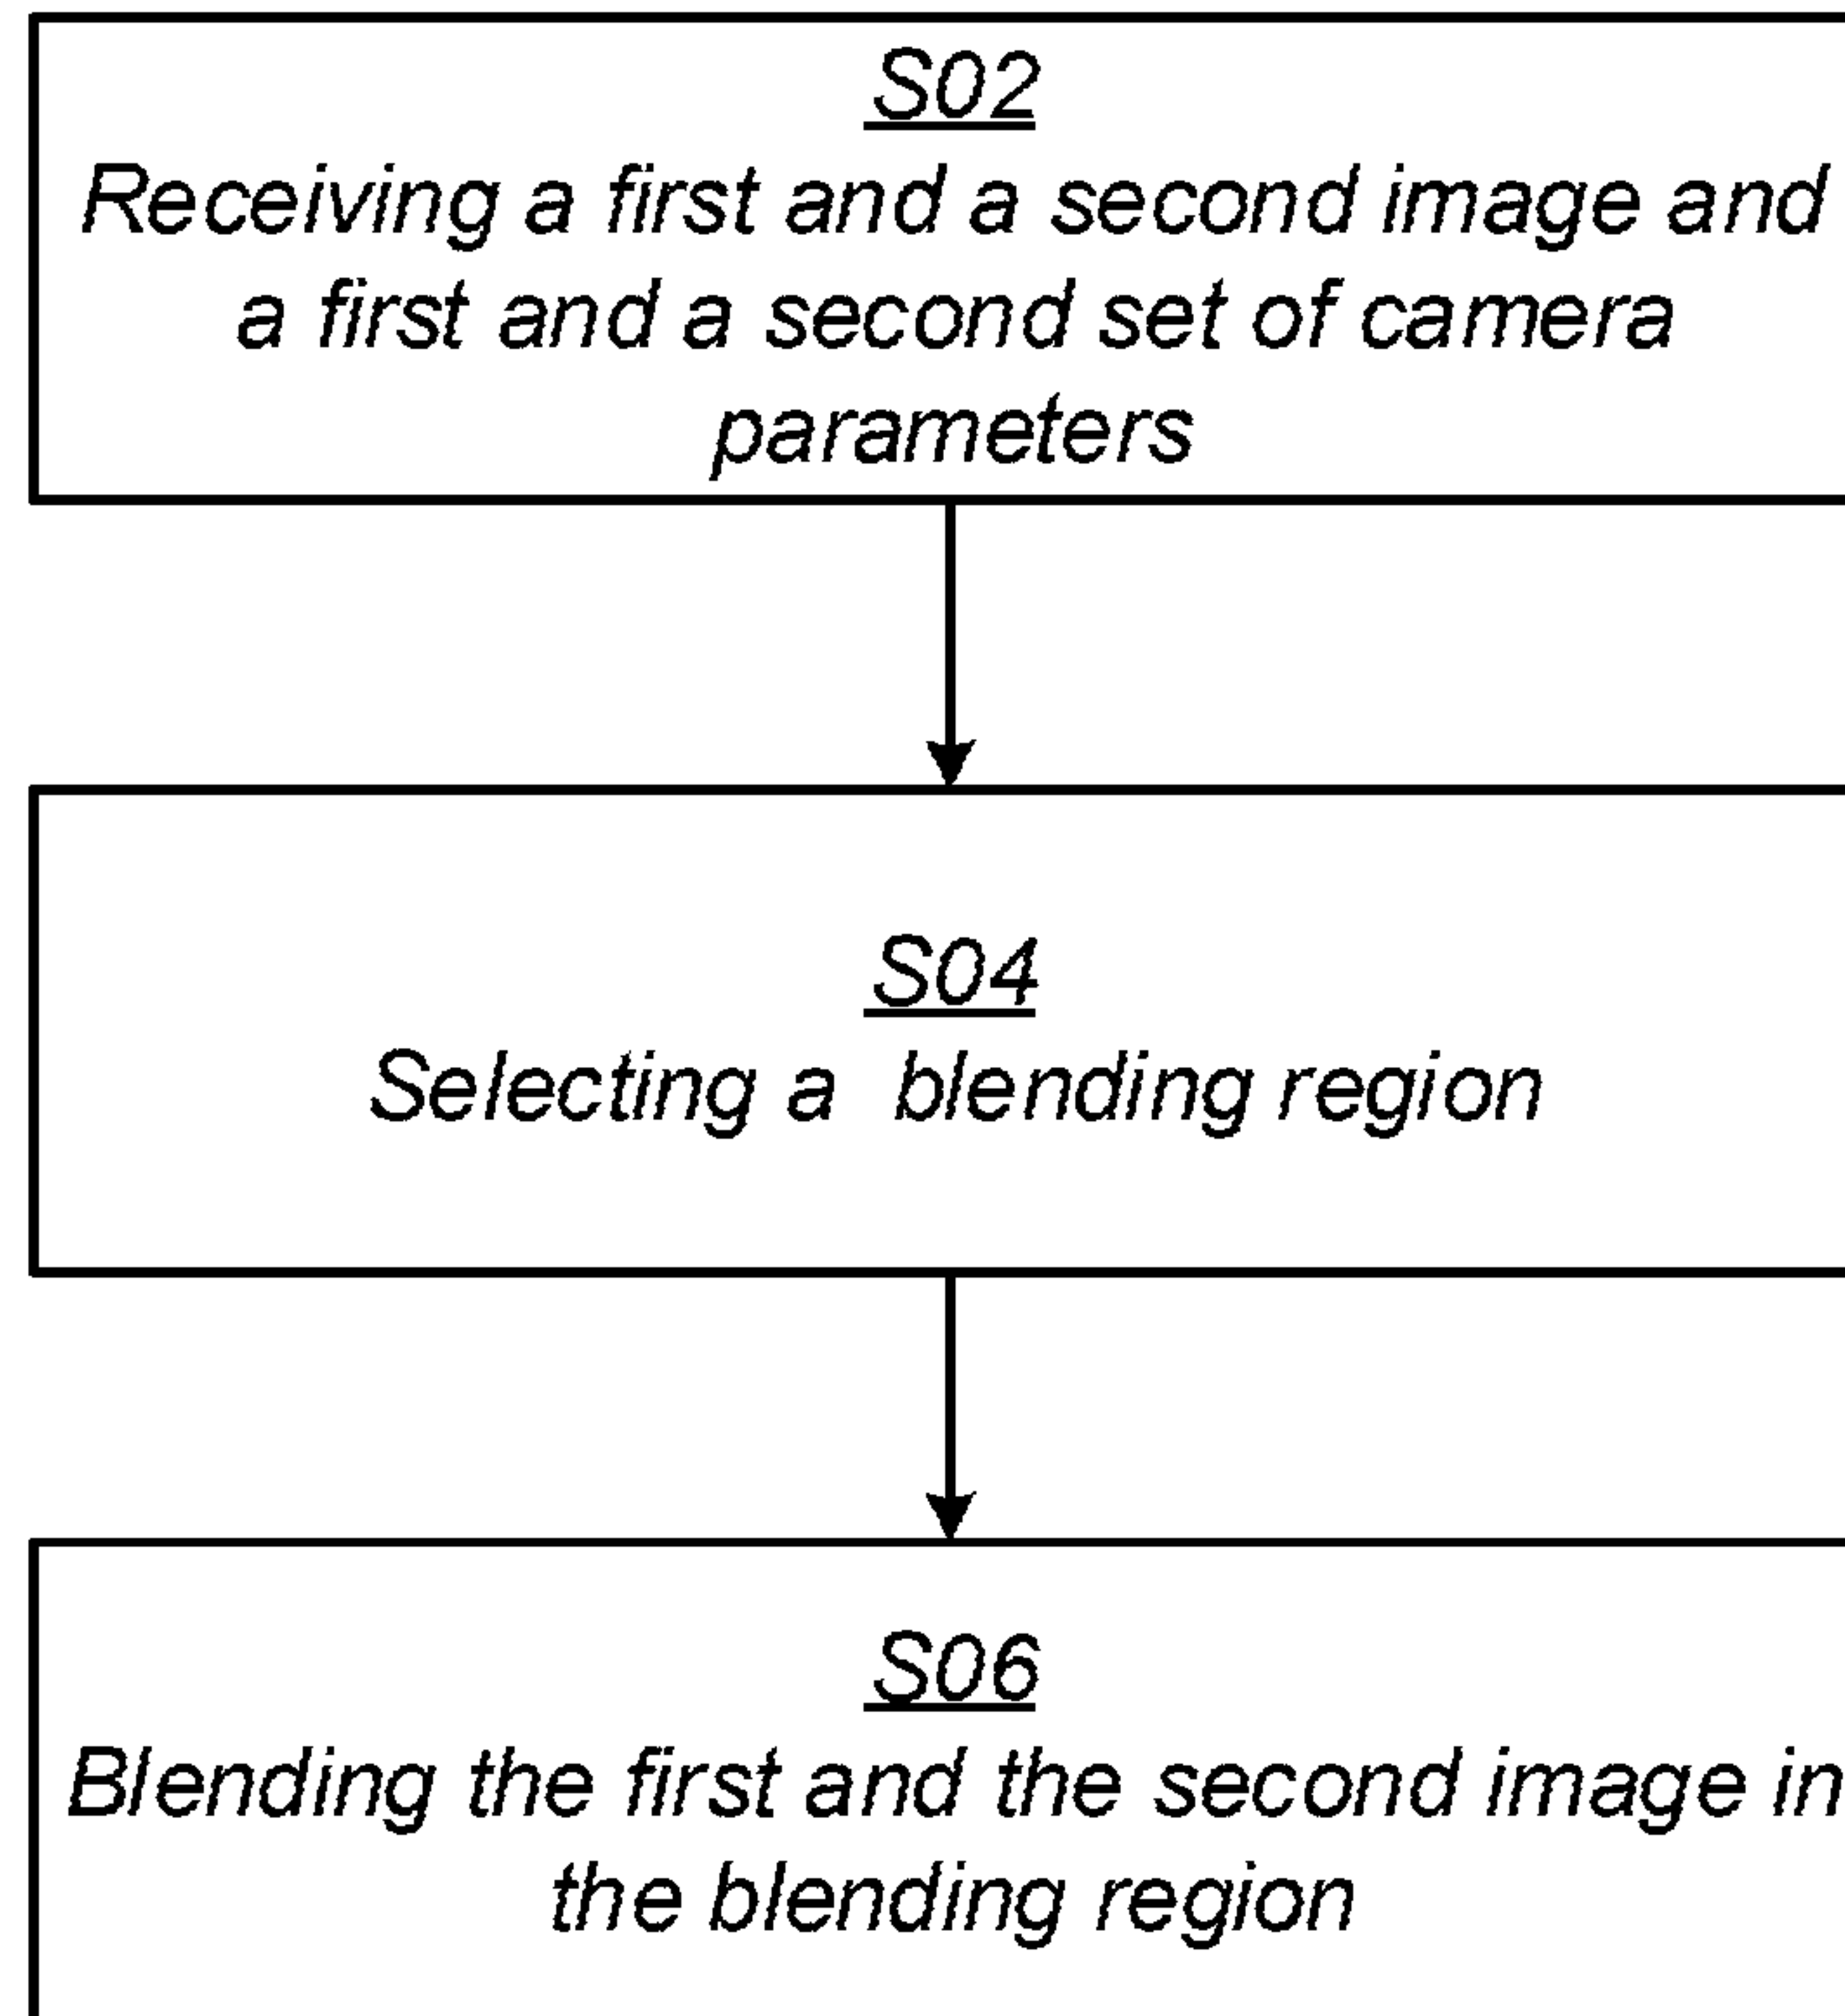 S02
Receiving a first and a second image and
a first and a second set of camera
parameters
S04
Selecting a blending region
S06
Blending the first and the second image in
the blending region